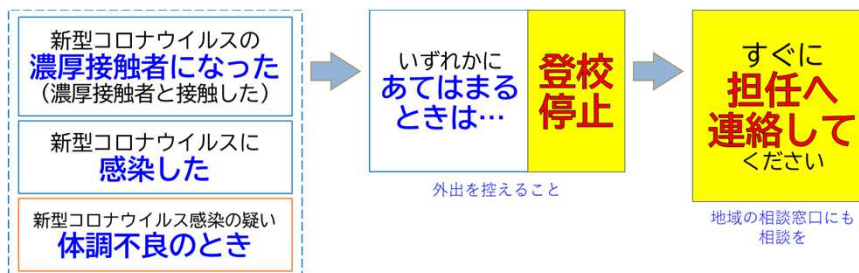 新型コロナウイルスの
濃厚接触者になった
（濃厚接触者と接触した）
新型コロナウイルスに
感染した
新型コロナウイルス感染の疑い
体調不良のとき
いずれかに
あてはまる
ときは…
登校
停止
外出を控えること
すぐに
担任へ
連絡して
ください
地域の相談窓口にも
相談を